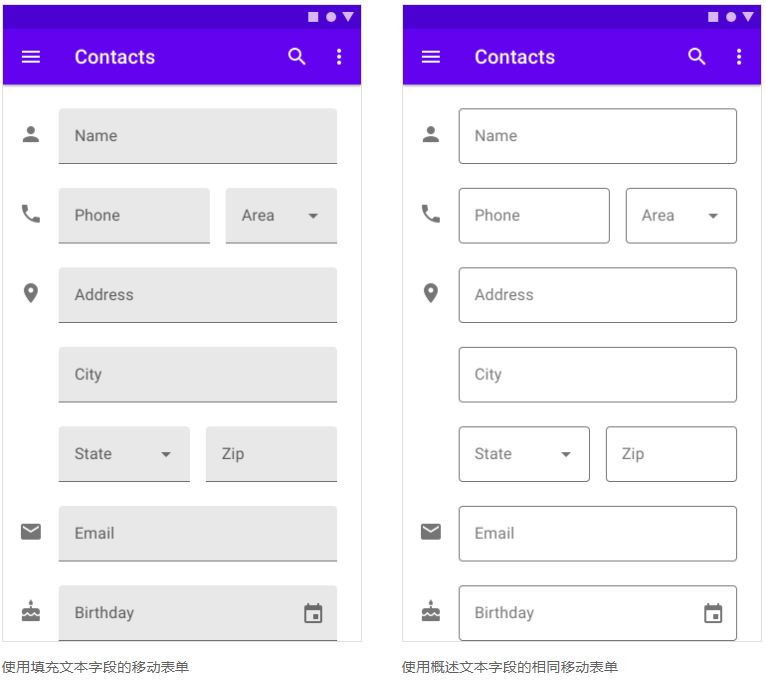 Contacts
Name
Phone
Area
Address
City
State
Zip
Email
Birthday
使用填充文本字段的移动表单
Contacts
Name
Phone
Area
Address
City
State
Zip
Email
Birthday
使用概述文本字段的相同移动表单